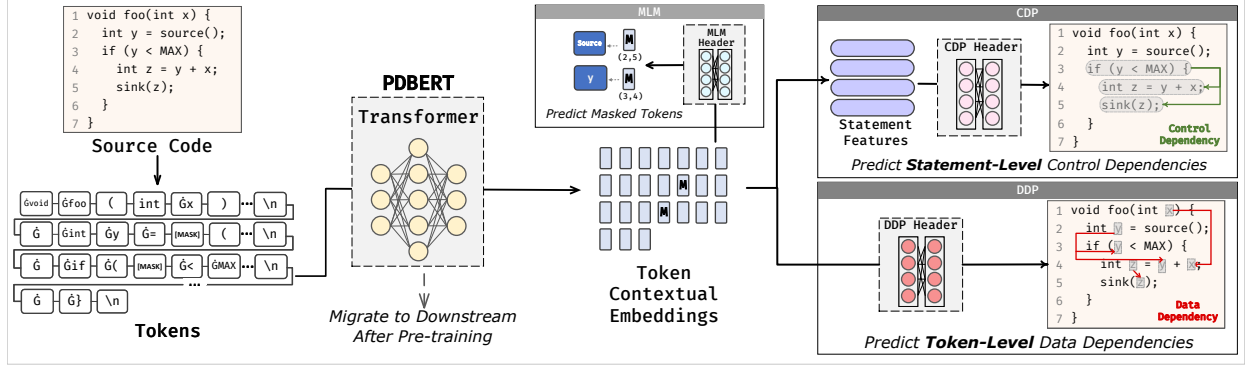 1 void foo(int x) {
2 int y = source();
3 if (y < MAX) {
4 int z = y + x;
5 sink(z);
6 }
7 }
Source Code
Ġvoid Ġfoo ( int Ġx ) ... \n
Ġ Ġint Ġy Ġ= [MASK] ( ... \n
Ġ Ġif Ġ( [MASK] Ġ< ĠMAX ... \n
...
Ġ Ġ} \n
Tokens
PDBERT
Transformer
Migrate to Downstream
After Pre-training
MLM
Source M
(2,5)
y M
(3,4)
MLM
Header
Predict Masked Tokens
M
M
Token
Contextual
Embeddings
CDP
Statement
Features
CDP Header
1 void foo(int x) {
2 int y = source();
3 if (y < MAX) {
4 int z = y + x;
5 sink(z);
6 }
7 }
Control
Dependency
Predict Statement-Level Control Dependencies
DDP
DDP Header
1 void foo(int x) {
2 int y = source();
3 if (y < MAX) {
4 int z = y + x;
5 sink(z);
6 }
7 }
Data
Dependency
Predict Token-Level Data Dependencies